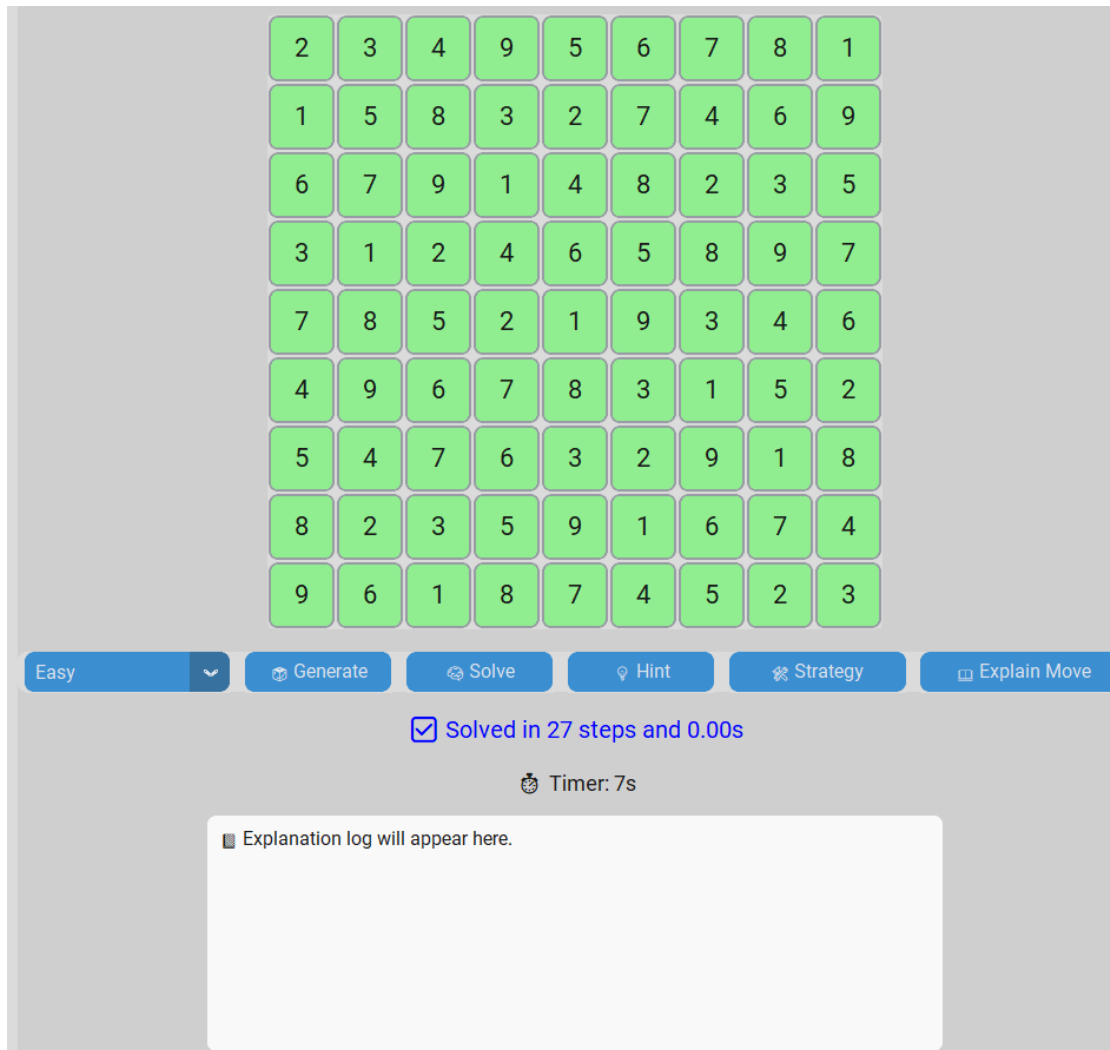 2 3 4 9 5 6 7 8 1
1 5 8 3 2 7 4 6 9
6 7 9 1 4 8 2 3 5
3 1 2 4 6 5 8 9 7
7 8 5 2 1 9 3 4 6
4 9 6 7 8 3 1 5 2
5 4 7 6 3 2 9 1 8
8 2 3 5 9 1 6 7 4
9 6 1 8 7 4 5 2 3
Easy Generate Solve Hint Strategy Explain Move
Solved in 27 steps and 0.00s
Timer: 7s
Explanation log will appear here.